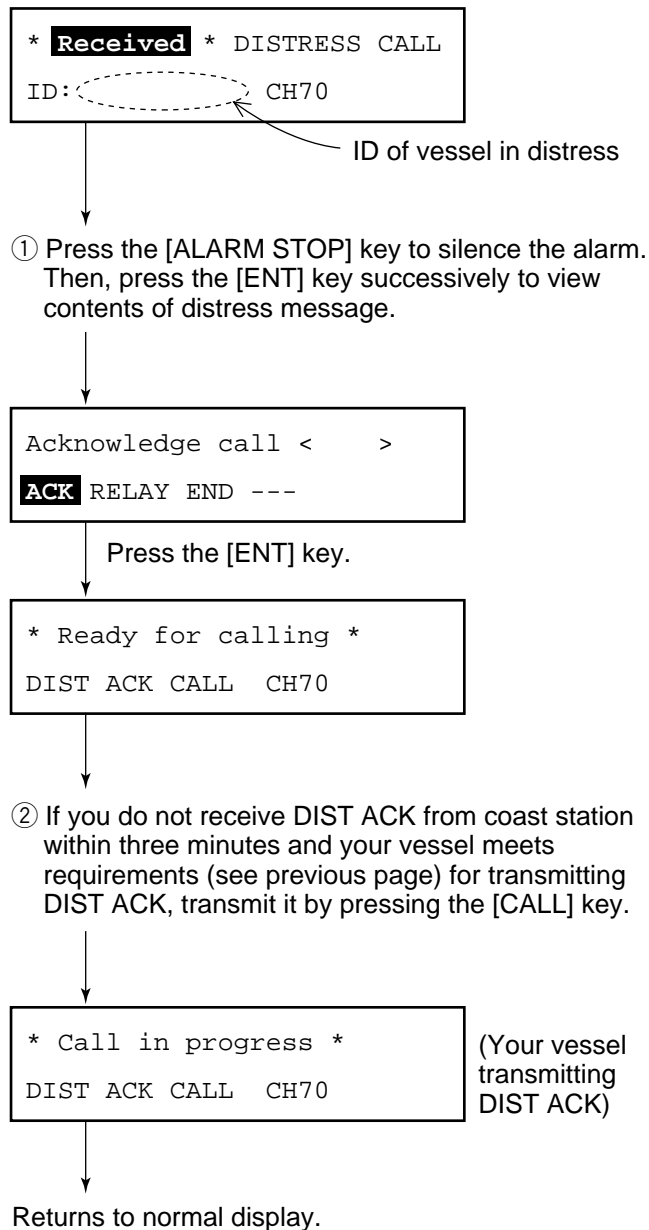 * Received * DISTRESS CALL
ID: CH70
ID of vessel in distress
① Press the [ALARM STOP] key to silence the alarm.
Then, press the [ENT] key successively to view
contents of distress message.
Acknowledge call < >
ACK RELAY END ---
Press the [ENT] key.
* Ready for calling *
DIST ACK CALL CH70
② If you do not receive DIST ACK from coast station
within three minutes and your vessel meets
requirements (see previous page) for transmitting
DIST ACK, transmit it by pressing the [CALL] key.
* Call in progress *
DIST ACK CALL CH70
(Your vessel
transmitting
DIST ACK)
Returns to normal display.